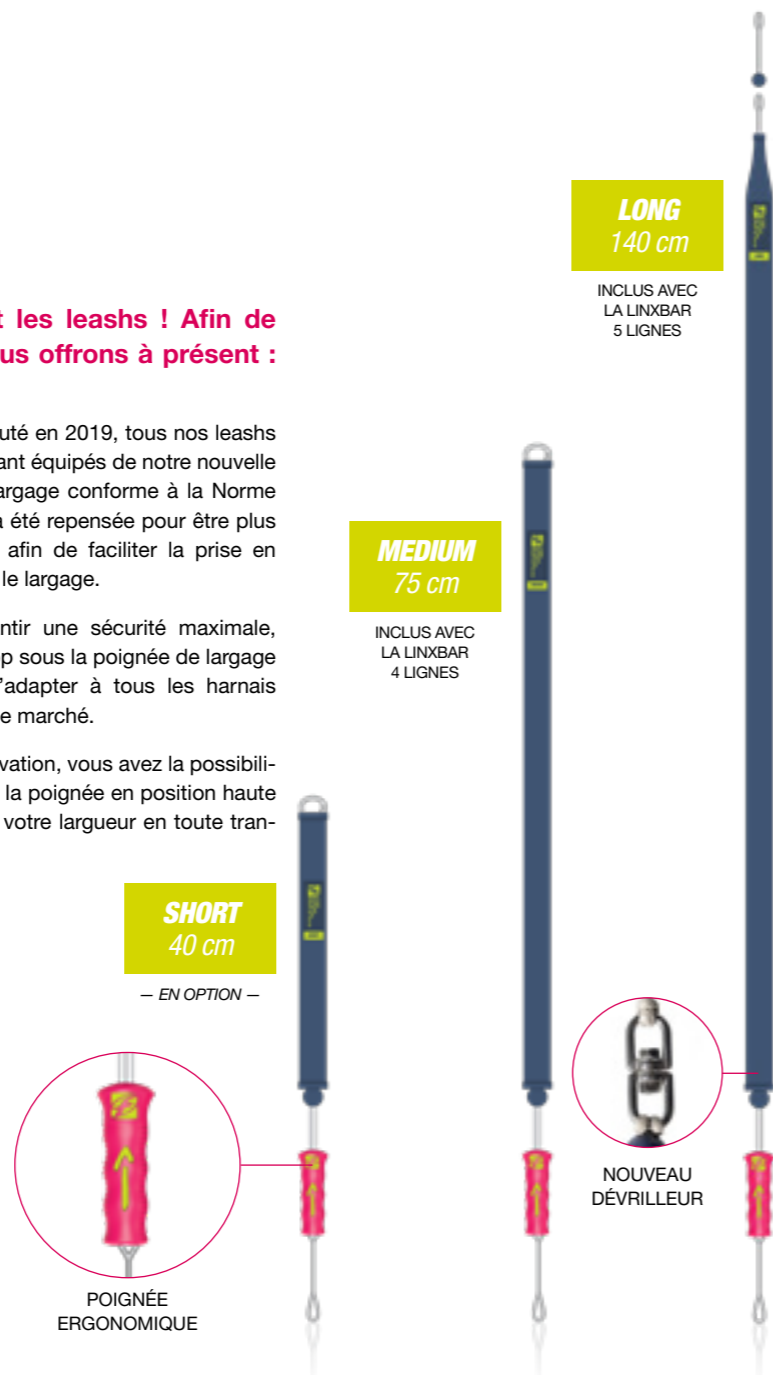 t les leashs ! Afin de
us offrons à présent :
uté en 2019, tous nos leashs
ant équipés de notre nouvelle
argage conforme à la Norme
a été repensée pour être plus
afin de faciliter la prise en
le largage.
ntir une sécurité maximale,
op sous la poignée de largage
'adapter à tous les harnais
e marché.
vation, vous avez la possibili-
la poignée en position haute
votre largueur en toute tran-
LONG
140 cm
INCLUS AVEC
LA LINXBAR
5 LIGNES
MEDIUM
75 cm
INCLUS AVEC
LA LINXBAR
4 LIGNES
SHORT
40 cm
— EN OPTION —
POIGNÉE
ERGONOMIQUE
NOUVEAU
DÉVRILLEUR